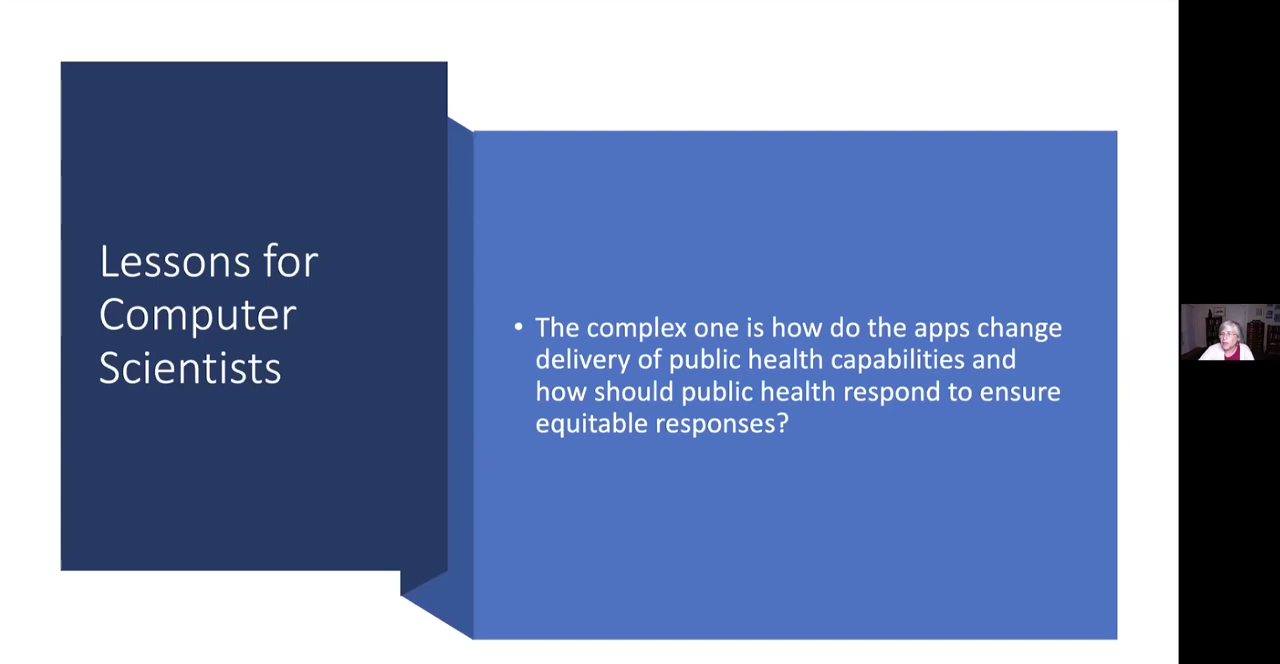 Lessons for
Computer
Scientists
• The complex one is how do the apps change
delivery of public health capabilities and
how should public health respond to ensure
equitable responses?